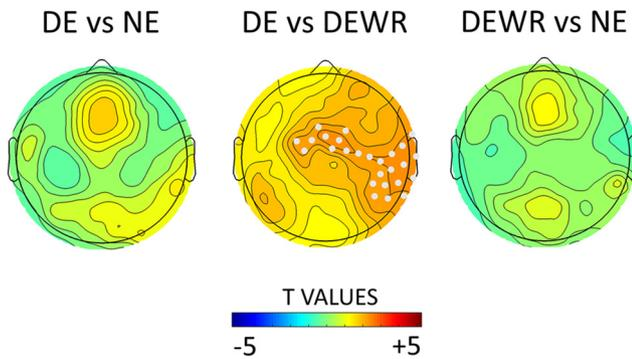 DE vs NE
DE vs DEWR
DEWR vs NE
T VALUES
-5
+5